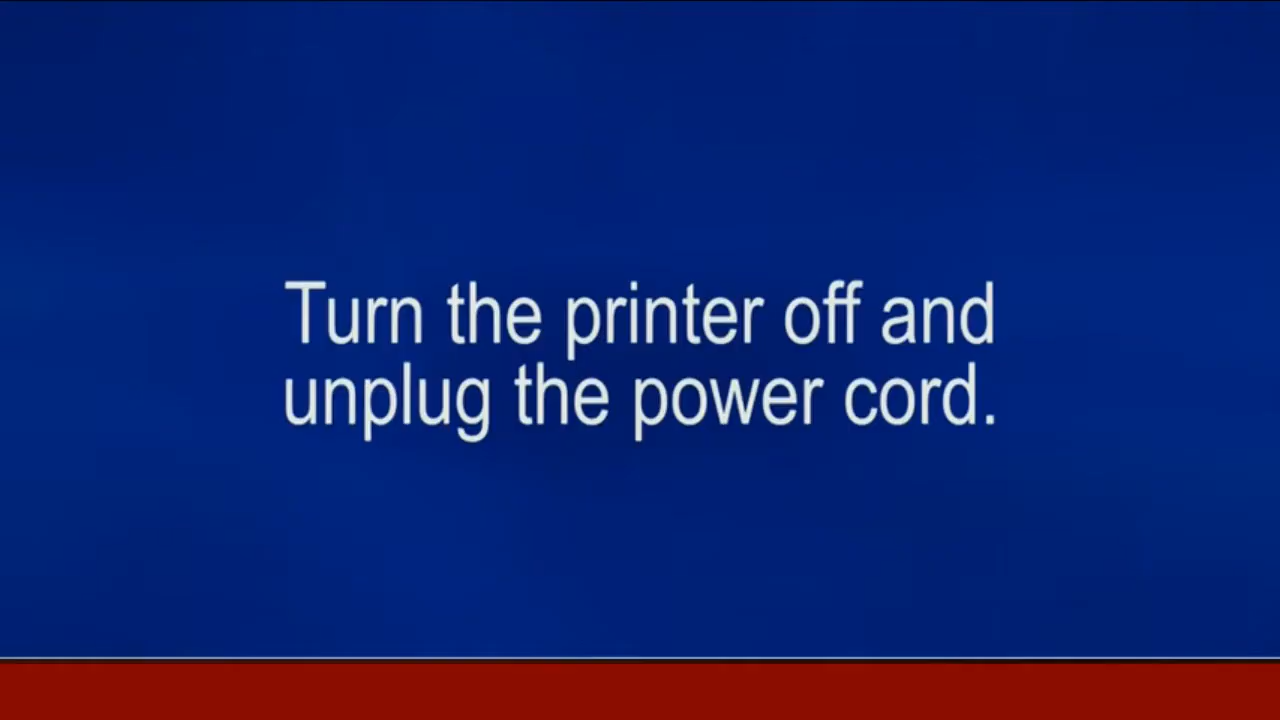 Turn the printer off and
unplug the power cord.